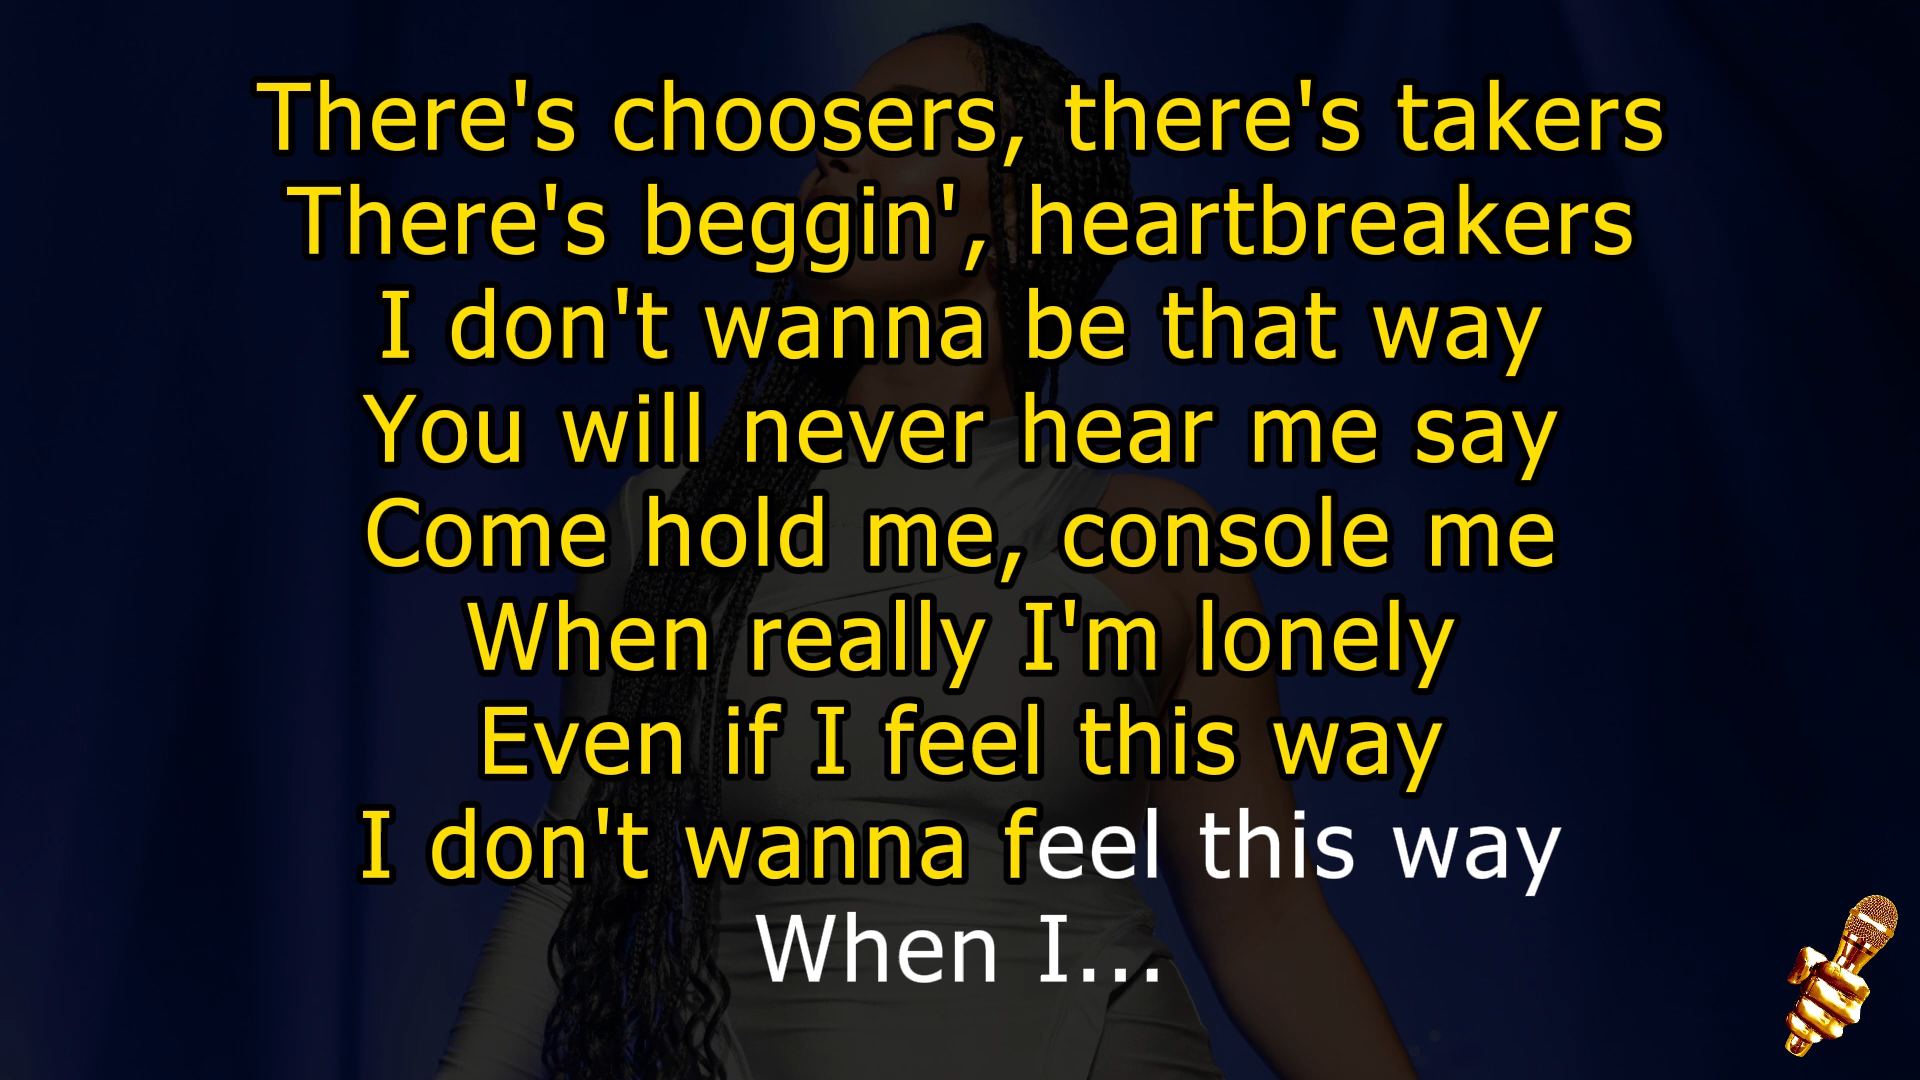 There's choosers, there's takers
There's beggin', heartbreakers
I don't wanna be that way
You will never hear me say
Come hold me, console me
When really I'm lonely
Even if I feel this way
I don't wanna feel this way
When I...